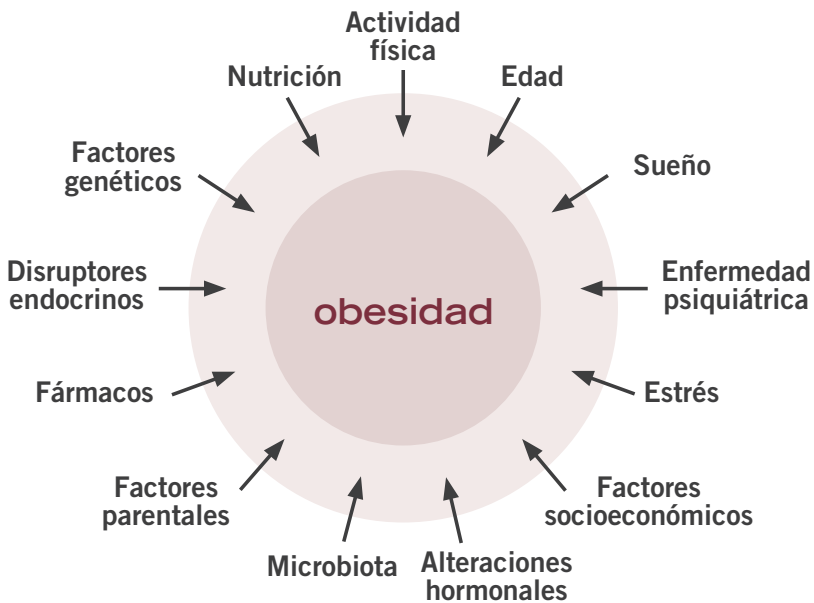 Actividad
física
Nutrición
Edad
Factores
genéticos
Sueño
Disruptores
endocrinos
obesidad
Enfermedad
psiquiátrica
Fármacos
Estrés
Factores
parentales
Factores
socioeconómicos
Microbiota
Alteraciones
hormonales